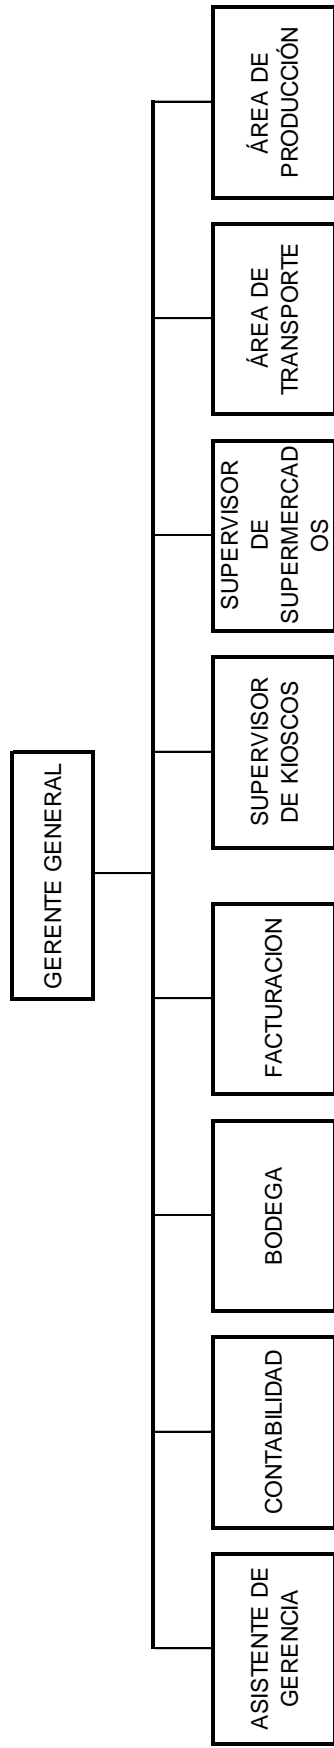 GERENTE GENERAL
ASISTENTE DE
GERENCIA
CONTABILIDAD
BODEGA
FACTURACION
SUPERVISOR
DE KIOSCOS
SUPERVISOR
DE
SUPERMERCAD
OS
ÁREA DE
TRANSPORTE
ÁREA DE
PRODUCCIÓN